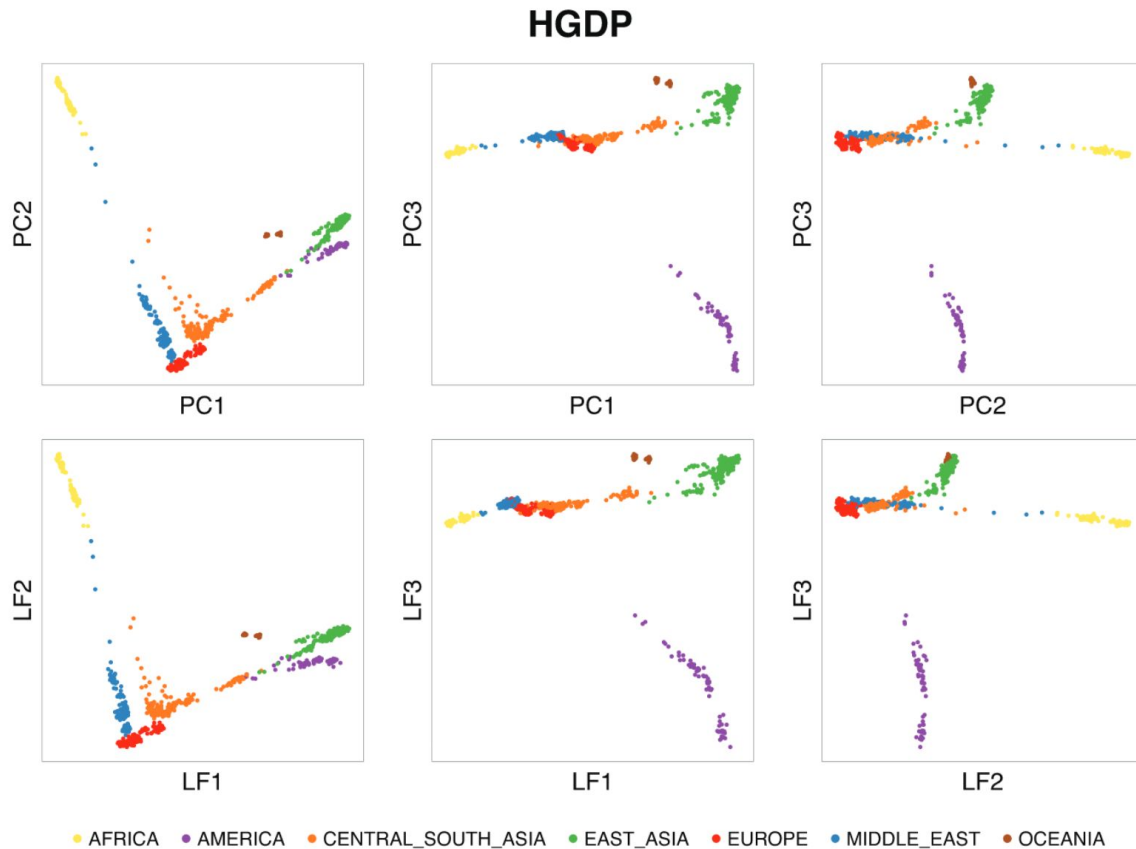 HGDP
PC2
PC1
PC3
PC1
PC3
PC2
LF2
LF1
LF3
LF1
LF3
LF2
AFRICA AMERICA CENTRAL_SOUTH_ASIA EAST_ASIA EUROPE MIDDLE_EAST OCEANIA